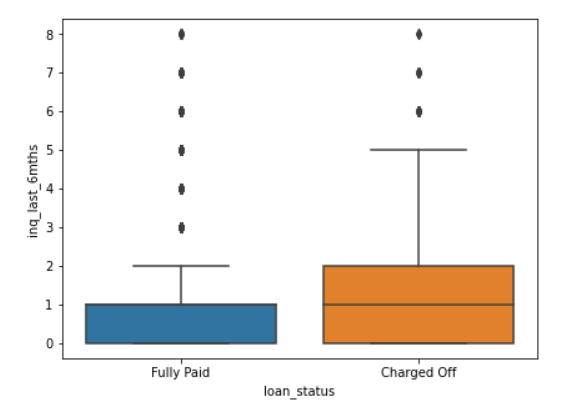 8
7
6
5
4
3
2
1
0
inq_last_6mths
Fully Paid
Charged Off
loan_status